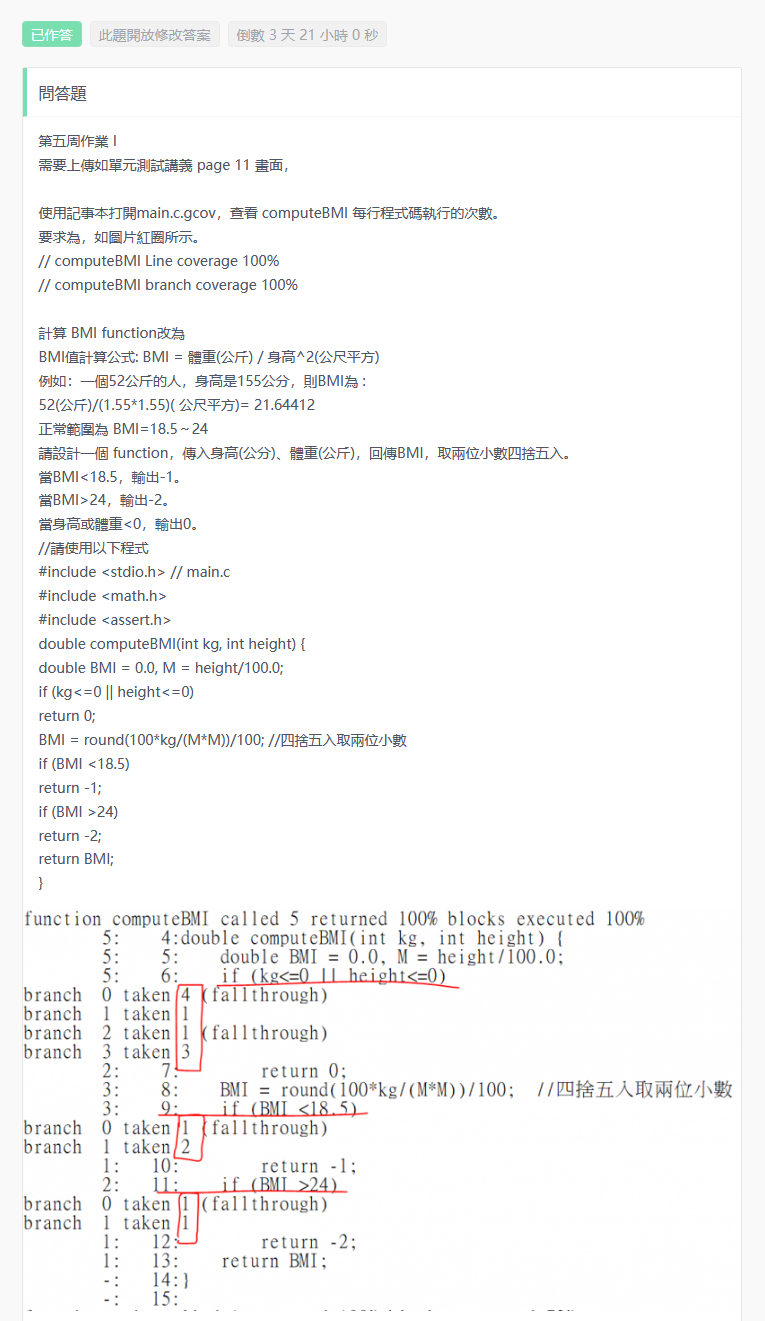 已作答 此題開放修改答案 倒數 3 天 21 小時 0 秒
問答題
第五周作業 I
需要上傳如單元測試講義 page 11 畫面，
使用記事本打開main.c.gcov，查看 computeBMI 每行程式碼執行的次數。
要求為，如圖片紅圈所示。
// computeBMI Line coverage 100%
// computeBMI branch coverage 100%
計算 BMI function改為
BMI值計算公式: BMI = 體重(公斤) / 身高^2(公尺平方)
例如：一個52公斤的人，身高是155公分，則BMI為 :
52(公斤)/(1.55*1.55)( 公尺平方)= 21.64412
正常範圍為 BMI=18.5～24
請設計一個 function，傳入身高(公分)、體重(公斤)，回傳BMI，取兩位小數四捨五入。
當BMI<18.5，輸出-1。
當BMI>24，輸出-2。
當身高或體重<0，輸出0。
//請使用以下程式
#include <stdio.h> // main.c
#include <math.h>
#include <assert.h>
double computeBMI(int kg, int height) {
double BMI = 0.0, M = height/100.0;
if (kg<=0 || height<=0)
return 0;
BMI = round(100*kg/(M*M))/100; //四捨五入取兩位小數
if (BMI <18.5)
return -1;
if (BMI >24)
return -2;
return BMI;
}
function computeBMI called 5 returned 100% blocks executed 100%
5: 4:double computeBMI(int kg, int height) {
5: 5: double BMI = 0.0, M = height/100.0;
5: 6: if (kg<=0 || height<=0)
branch 0 taken 4 (fallthrough)
branch 1 taken 1
branch 2 taken 1 (fallthrough)
branch 3 taken 3
2: 7: return 0;
3: 8: BMI = round(100*kg/(M*M))/100; //四捨五入取兩位小數
3: 9: if (BMI <18.5)
branch 0 taken 1 (fallthrough)
branch 1 taken 2
1: 10: return -1;
2: 11: if (BMI >24)
branch 0 taken 1 (fallthrough)
branch 1 taken 1
1: 12: return -2;
1: 13: return BMI;
-: 14:}
-: 15: